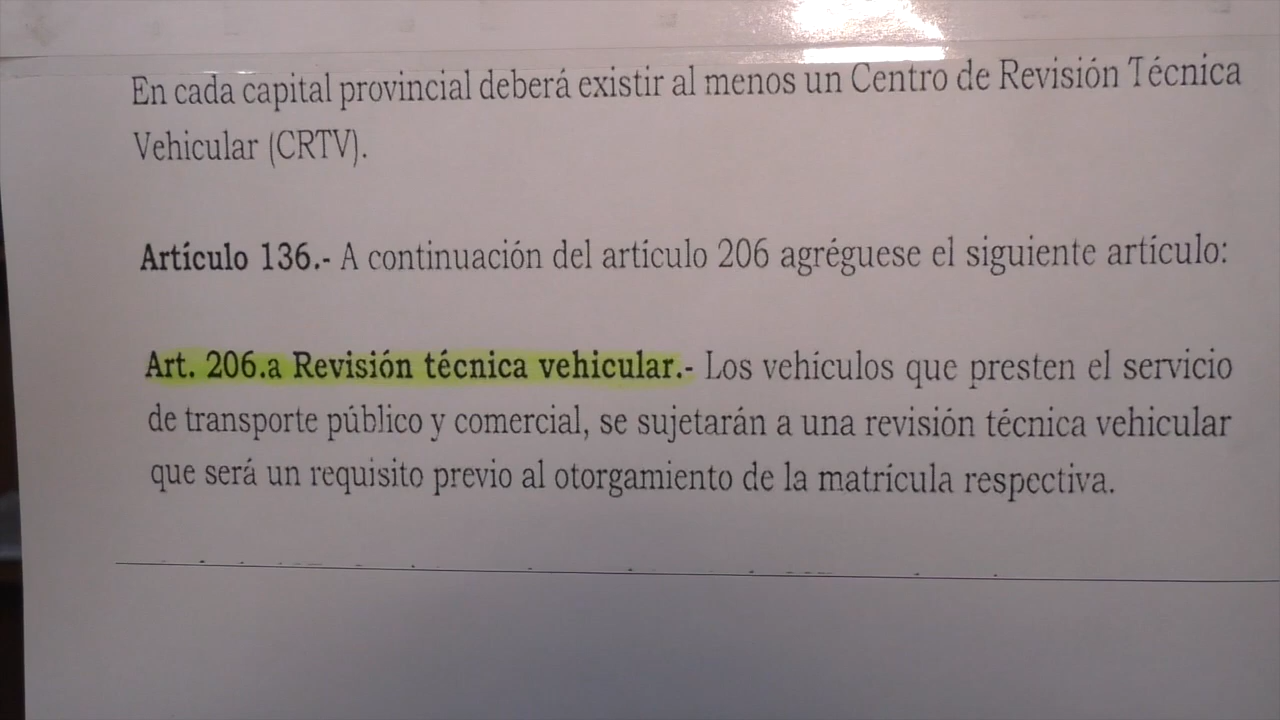 En cada capital provincial deberá existir al menos un Centro de Revisión Técnica
Vehicular (CRTV).
Artículo 136.- A continuación del artículo 206 agréguese el siguiente artículo:
Art. 206.a Revisión técnica vehicular.- Los vehículos que presten el servicio
de transporte público y comercial, se sujetarán a una revisión técnica vehicular
que será un requisito previo al otorgamiento de la matrícula respectiva.